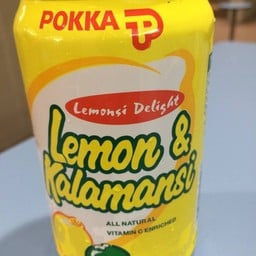 POKKA P
Lemonsi Delight
Lemon &
Kalamansi
ALL NATURAL
VITAMIN C ENRICHED